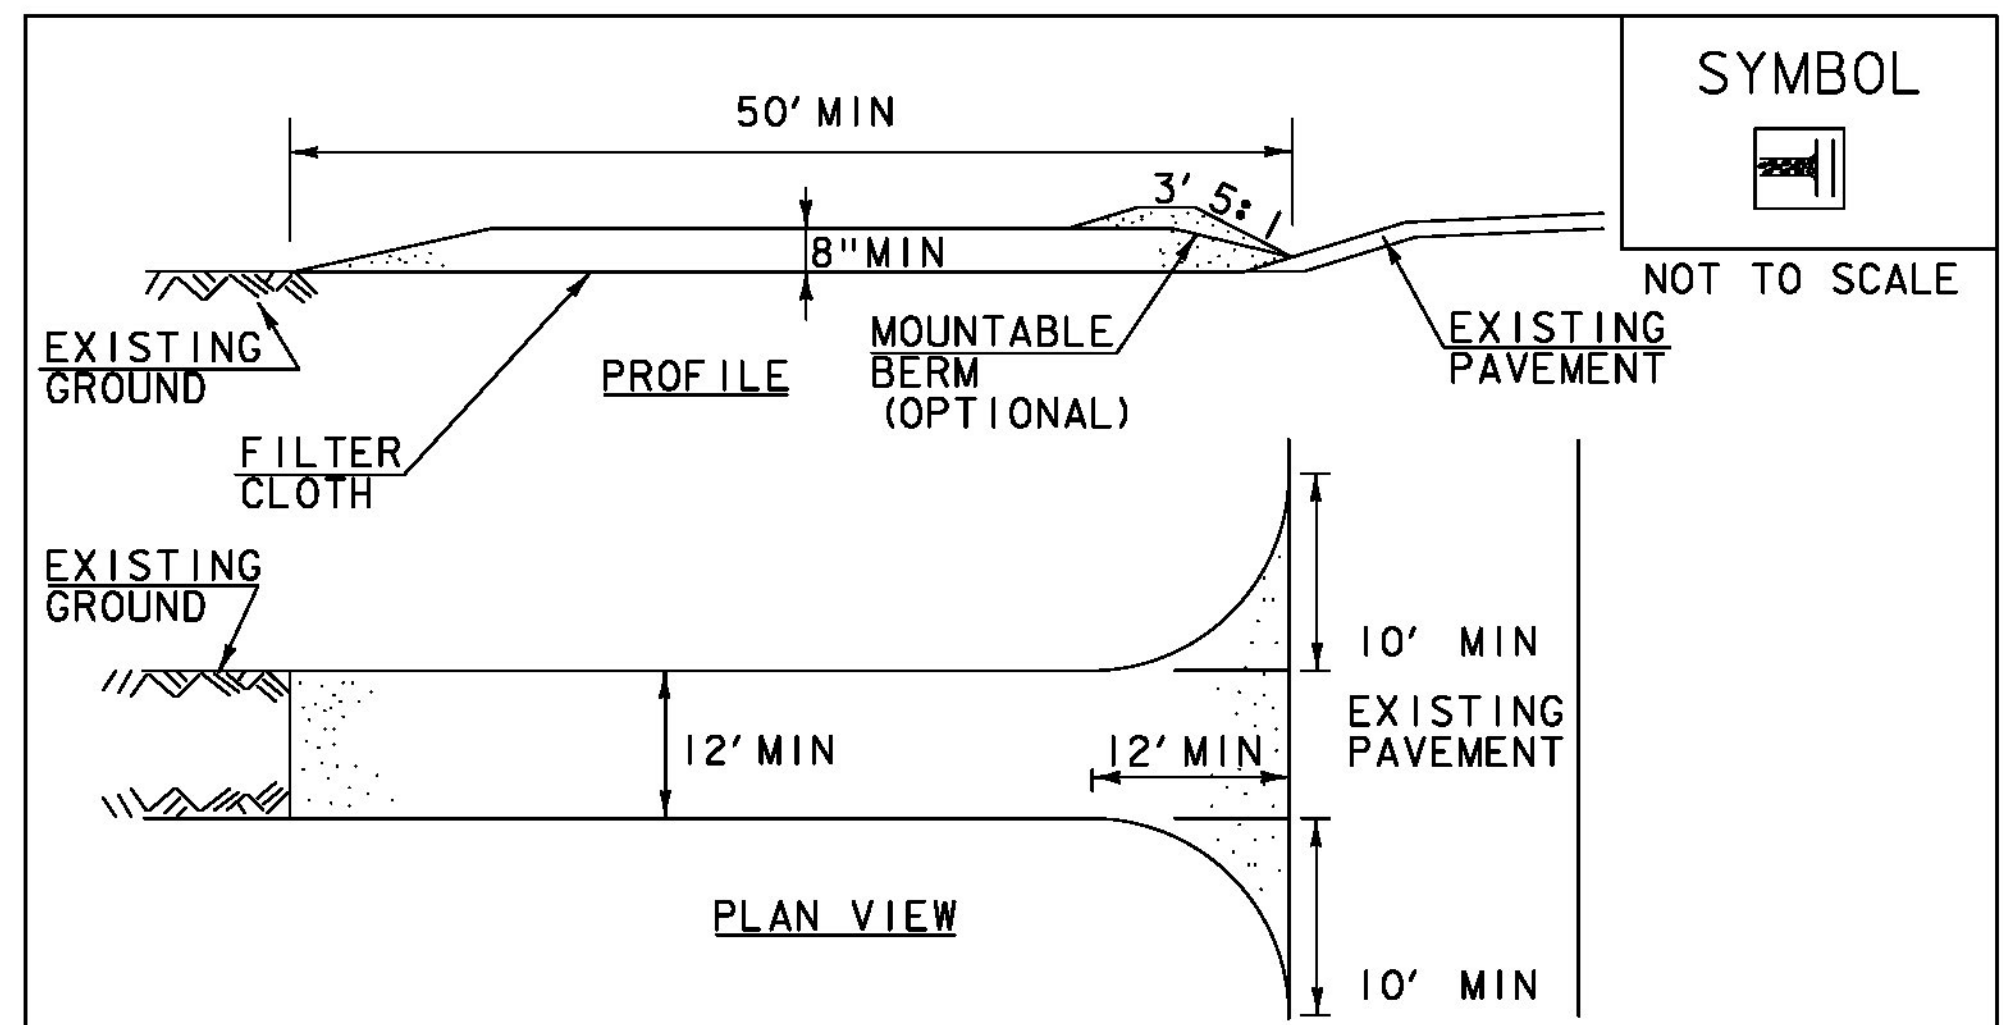 SYMBOL
50' MIN
3' 5:1
8" MIN
NOT TO SCALE
EXISTING
GROUND
PROFILE
MOUNTABLE
BERM
(OPTIONAL)
EXISTING
PAVEMENT
FILTER
CLOTH
EXISTING
GROUND
10' MIN
12' MIN
12' MIN
EXISTING
PAVEMENT
PLAN VIEW
10' MIN